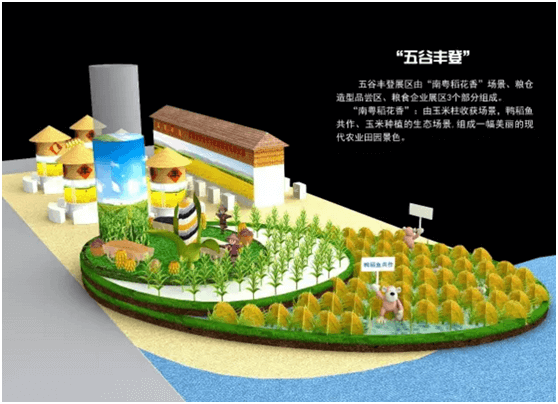 “五谷丰登”
五谷丰登展区由“南粤稻花香”场景、粮仓
造型品尝区、粮食企业展区3个部分组成。
“南粤稻花香”：由玉米柱收获场景，鸭稻鱼
共作、玉米种植的生态场景.组成一幅美丽的现
代农业田园景色。
鸭稻鱼共作